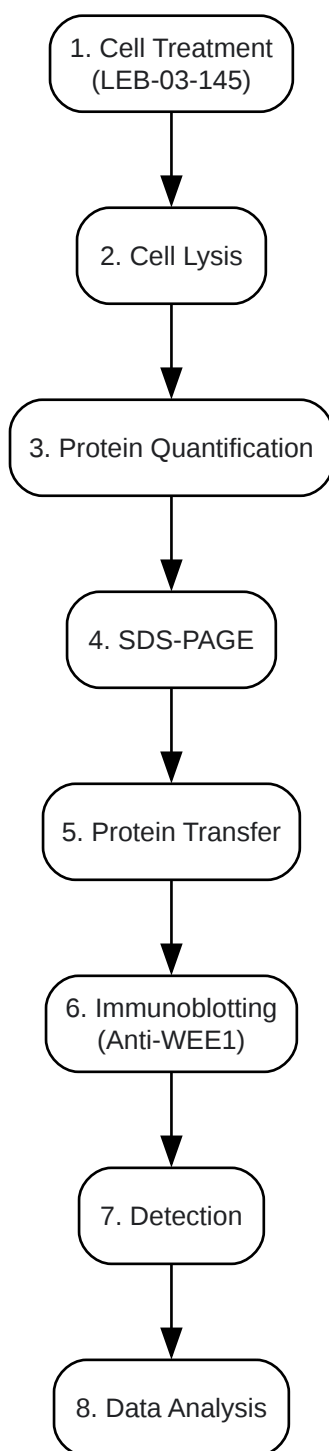 1. Cell Treatment
(LEB-03-145)
2. Cell Lysis
3. Protein Quantification
4. SDS-PAGE
5. Protein Transfer
6. Immunoblotting
(Anti-WEE1)
7. Detection
8. Data Analysis